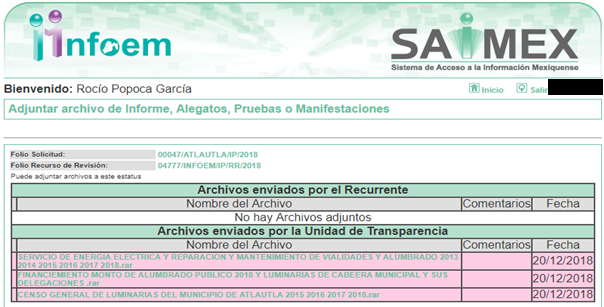 infoem
SAIMEX
Sistema de Acceso a la Información Mexiquense
Bienvenido: Rocío Popoca García
Inicio Salir
Adjuntar archivo de Informe, Alegatos, Pruebas o Manifestaciones
Folio Solicitud: 00047/ATLAUTLA/IP/2018
Folio Recurso de Revisión: 04777/INFOEM/IP/RR/2018
Puede adjuntar archivos a este estatus
Archivos enviados por el Recurrente
Nombre del Archivo Comentarios Fecha
No hay Archivos adjuntos
Archivos enviados por la Unidad de Transparencia
Nombre del Archivo Comentarios Fecha
SERVICIO DE ENERGIA ELECTRICA Y REPARACION Y MANTENIMIENTO DE VIALIDADES Y ALUMBRADO 2013
2014 2015 2016 2017 2018.rar 20/12/2018
FINANCIEMIENTO MONTO DE ALUMBRADO PUBLICO 2018 Y LUMINARIAS DE CABEERA MUNICIPAL Y SUS
DELEGACIONES .rar 20/12/2018
CENSO GENERAL DE LUMINARIAS DEL MUNICIPIO DE ATLAUTLA 2015 2016 2017 2018.rar 20/12/2018